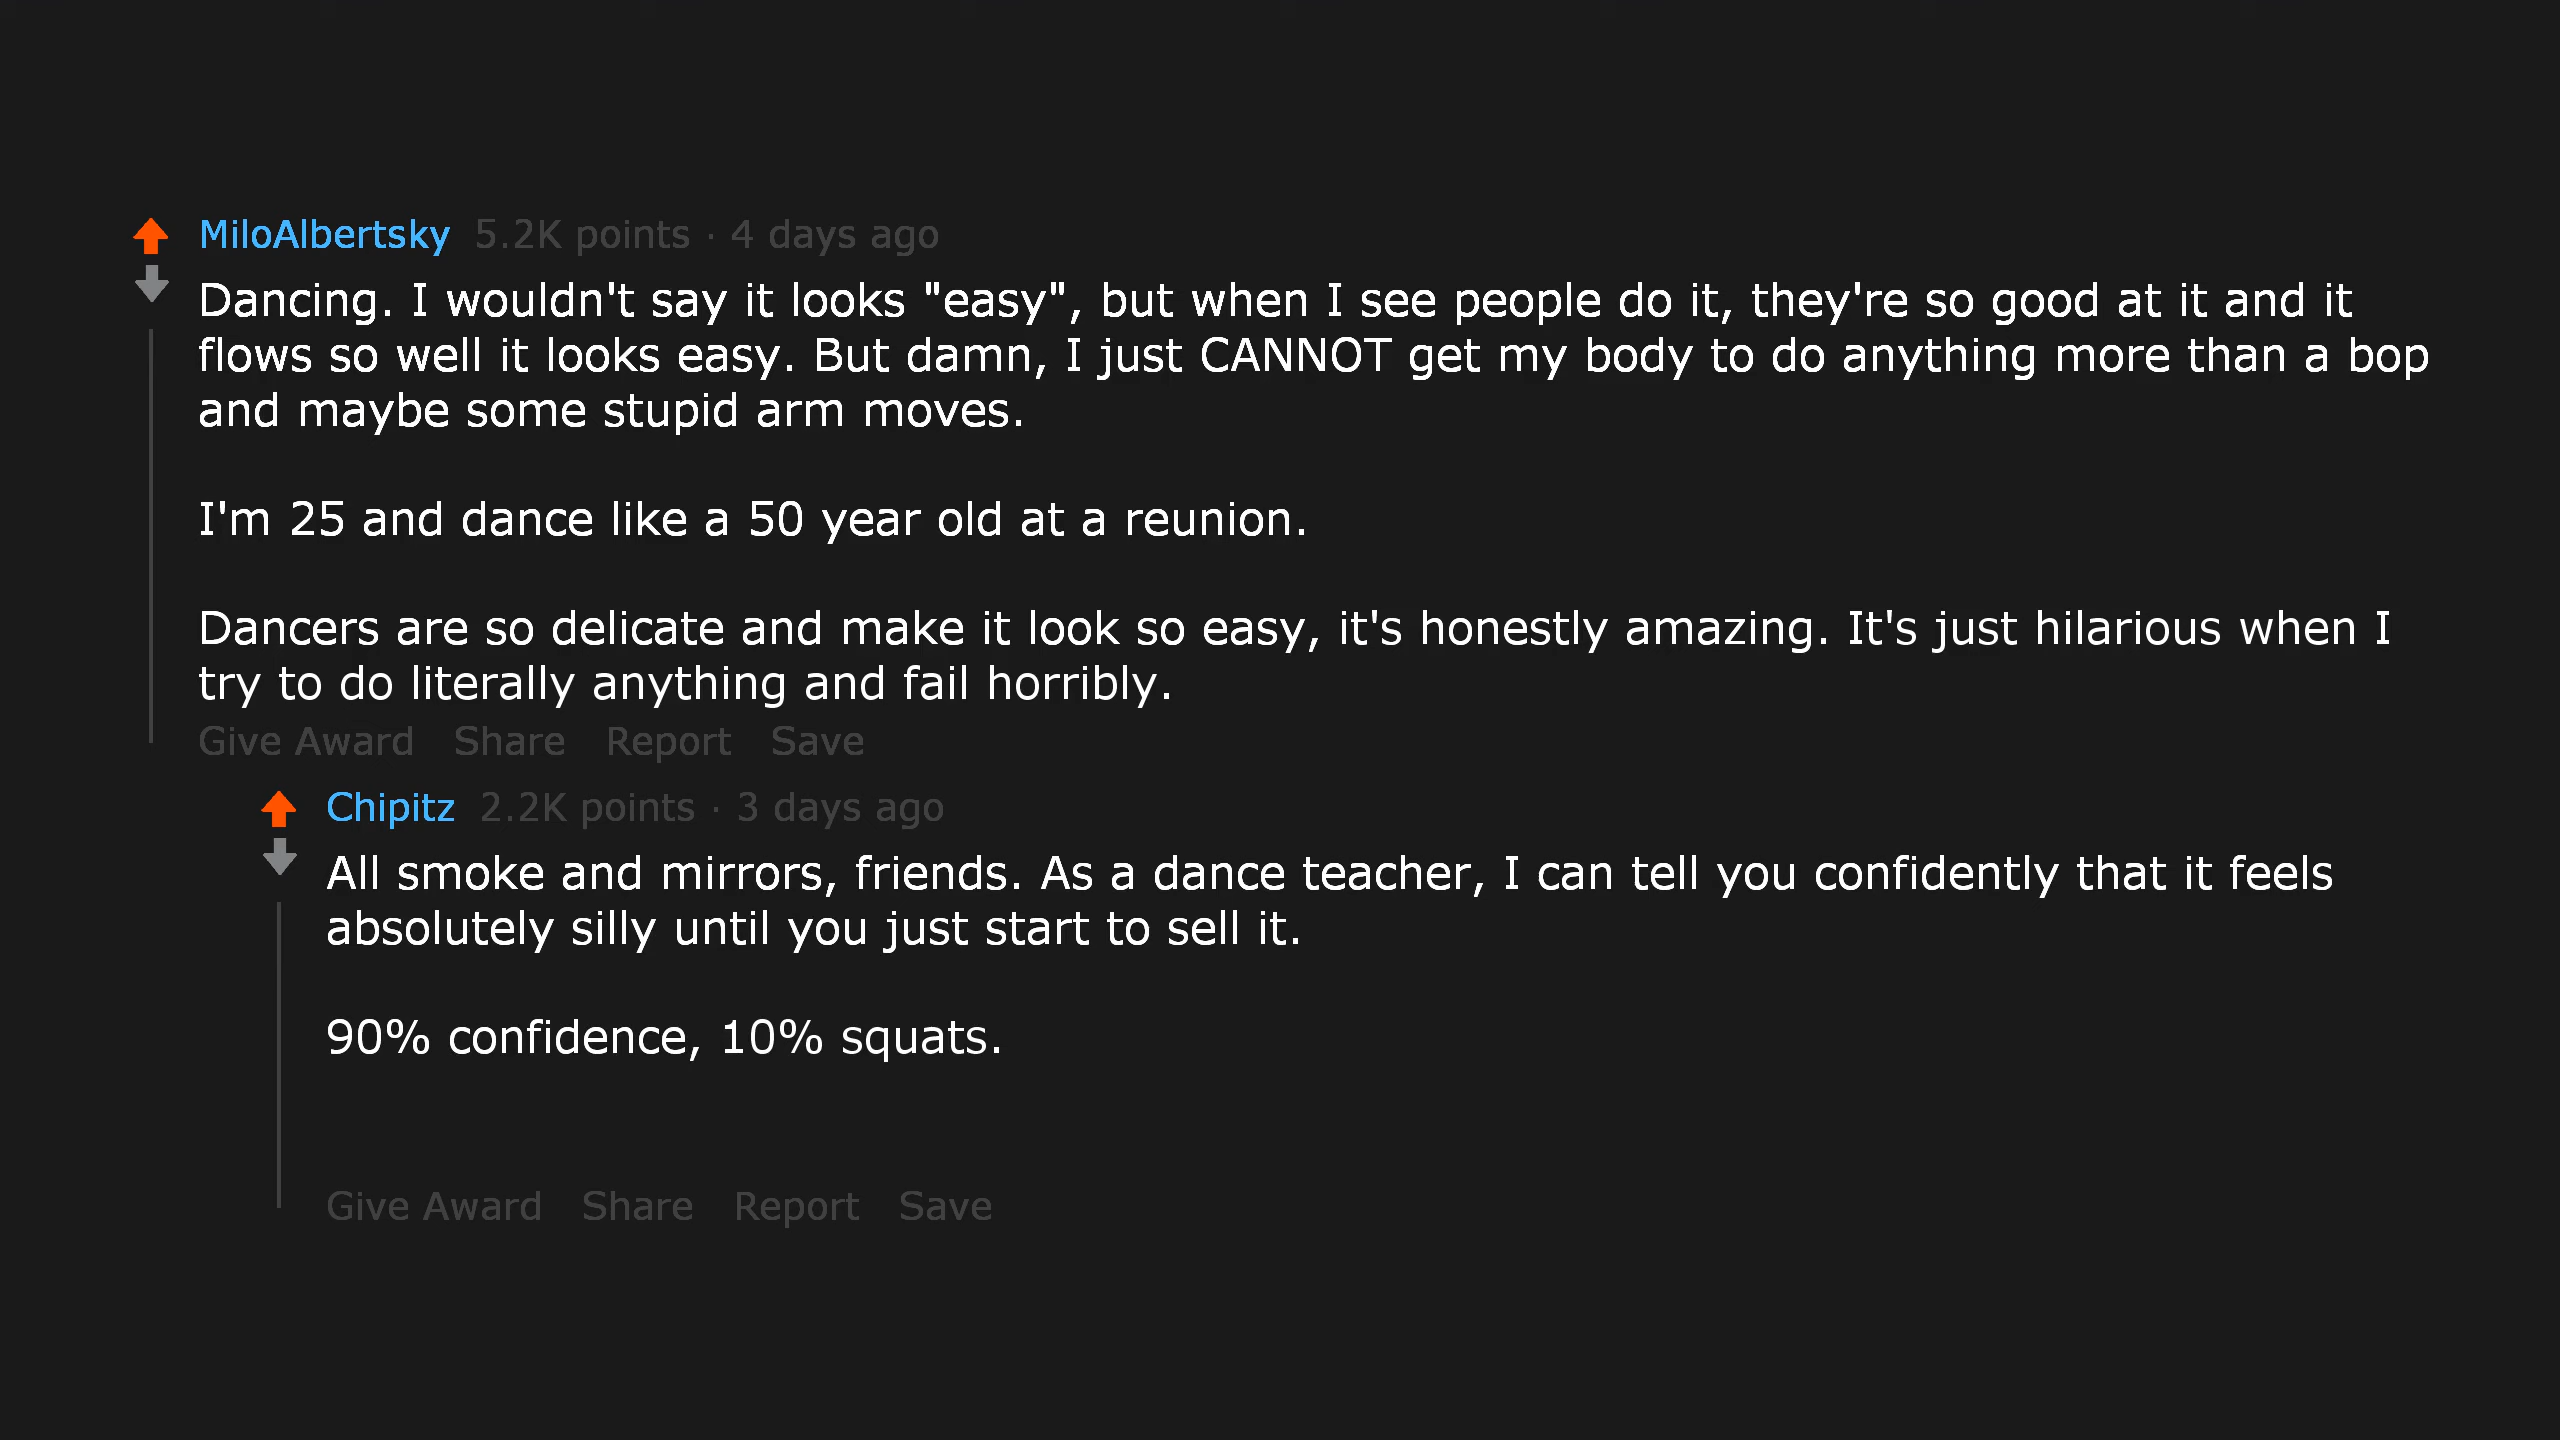 MiloAlbertsky 5.2K points · 4 days ago
Dancing. I wouldn't say it looks "easy", but when I see people do it, they're so good at it and it
flows so well it looks easy. But damn, I just CANNOT get my body to do anything more than a bop
and maybe some stupid arm moves.
I'm 25 and dance like a 50 year old at a reunion.
Dancers are so delicate and make it look so easy, it's honestly amazing. It's just hilarious when I
try to do literally anything and fail horribly.
Give Award Share Report Save
Chipitz 2.2K points · 3 days ago
All smoke and mirrors, friends. As a dance teacher, I can tell you confidently that it feels
absolutely silly until you just start to sell it.
90% confidence, 10% squats.
Give Award Share Report Save